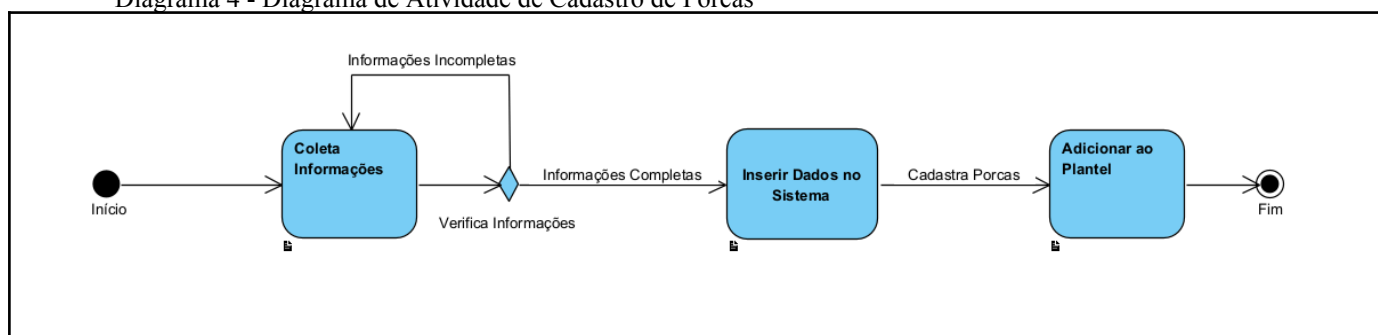 Diagrama 4 - Diagrama de Atividade de Cadastro de Porcas
Informações Incompletas
Coleta
Informações
Início
Verifica Informações
Informações Completas
Inserir Dados no
Sistema
Cadastra Porcas
Adicionar ao
Plantel
Fim